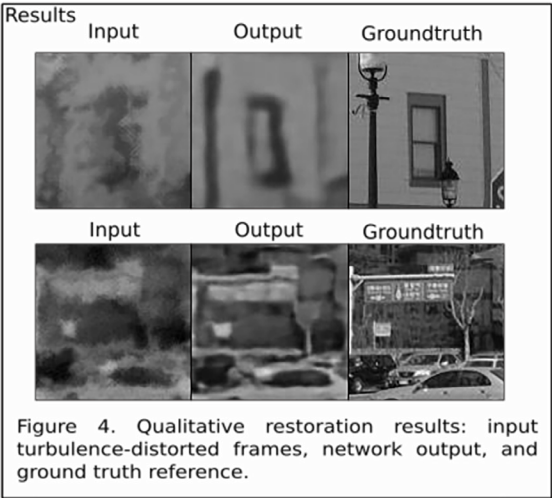 Results
Input Output Groundtruth
Input Output Groundtruth
Figure 4. Qualitative restoration results: input
turbulence-distorted frames, network output, and
ground truth reference.